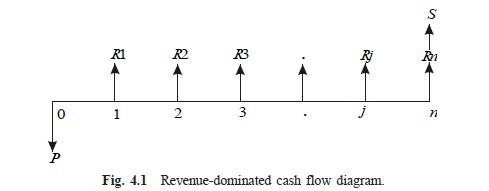 S
R1 R2 R3 . Rj Rn
0 1 2 3 . j n
P
Fig. 4.1 Revenue-dominated cash flow diagram.